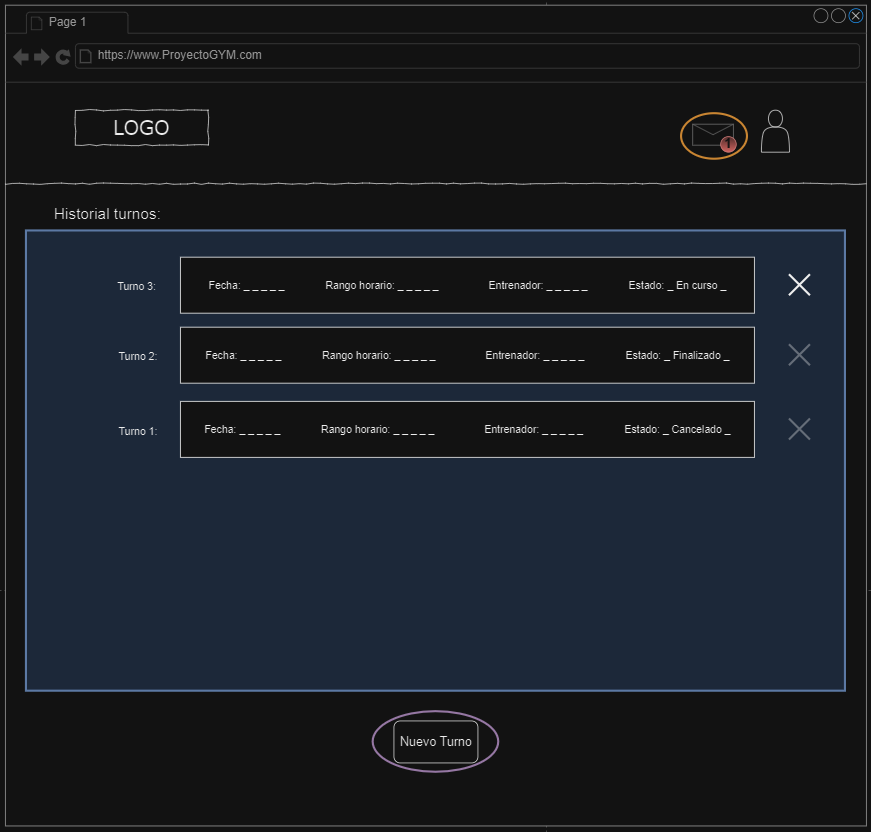 Page 1
https://www.ProyectoGYM.com
LOGO
1
Historial turnos:
Turno 3: Fecha: _ _ _ _ _ Rango horario: _ _ _ _ _ Entrenador: _ _ _ _ _ Estado: _ En curso _
Turno 2: Fecha: _ _ _ _ _ Rango horario: _ _ _ _ _ Entrenador: _ _ _ _ _ Estado: _ Finalizado _
Turno 1: Fecha: _ _ _ _ _ Rango horario: _ _ _ _ _ Entrenador: _ _ _ _ _ Estado: _ Cancelado _
Nuevo Turno